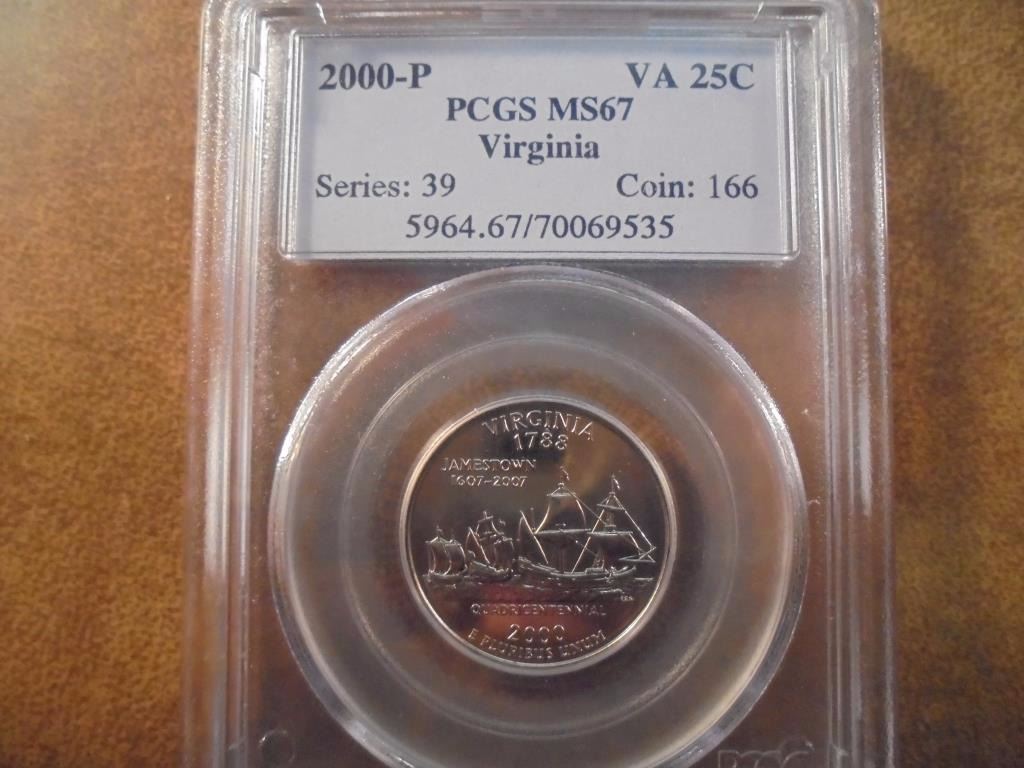 2000-P VA 25C
PCGS MS67
Virginia
Series: 39 Coin: 166
5964.67/70069535
VIRGINIA
1788
JAMESTOWN
1607-2007
QUADRICENTENNIAL
2000
E PLURIBUS UNUM
PCGS